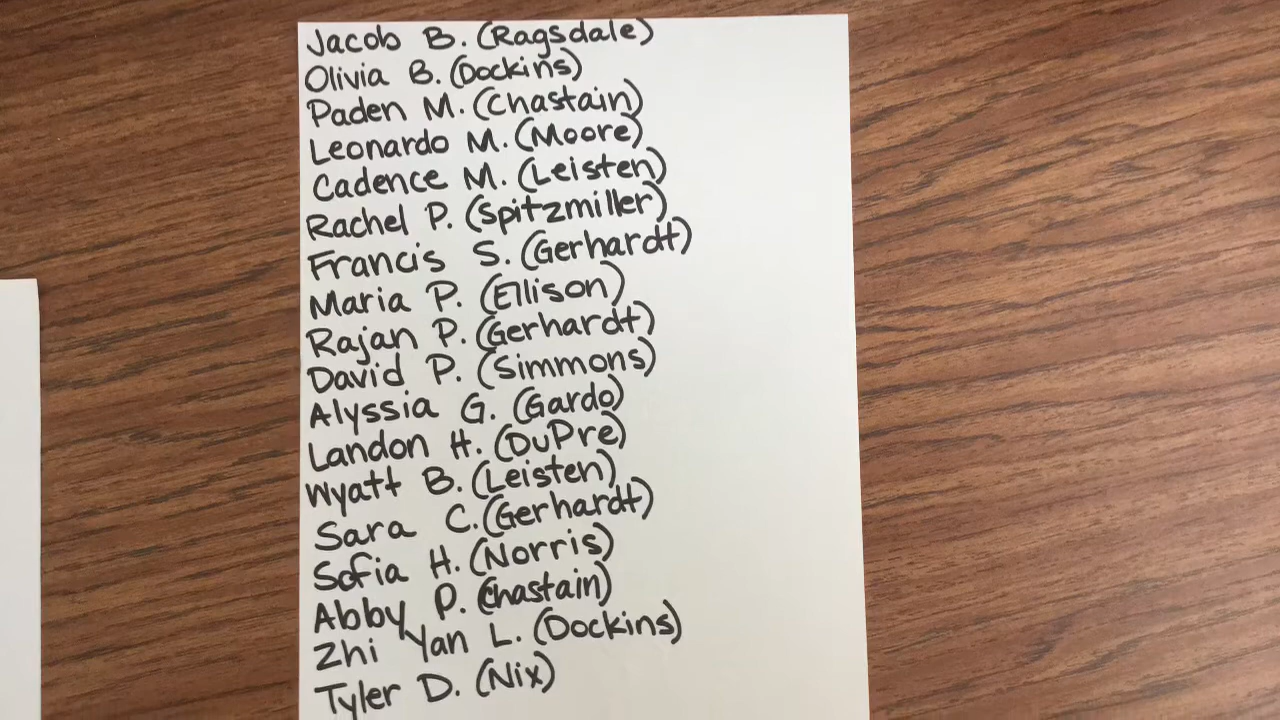 Jacob B. (Ragsdale)
Olivia B. (Dockins)
Paden M. (Chastain)
Leonardo M. (Moore)
Cadence M. (Leisten)
Rachel P. (Spitzmiller)
Francis S. (Gerhardt)
Maria P. (Ellison)
Rajan P. (Gerhardt)
David P. (Simmons)
Alyssia G. (Gardo)
Landon H. (DuPre)
Wyatt B. (Leisten)
Sara C. (Gerhardt)
Sofia H. (Norris)
Abby P. (Chastain)
Zhi Yan L. (Dockins)
Tyler D. (Nix)